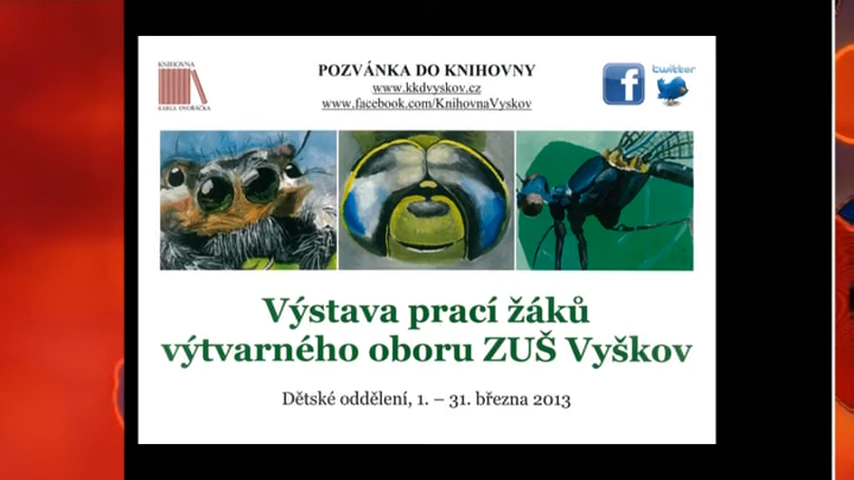 KNIHOVNA
KARLA DVOŘÁČKA
POZVÁNKA DO KNIHOVNY
www.kkdvyskov.cz
www.facebook.com/KnihovnaVyskov
f
twitter
Výstava prací žáků
výtvarného oboru ZUŠ Vyškov
Dětské oddělení, 1. – 31. března 2013